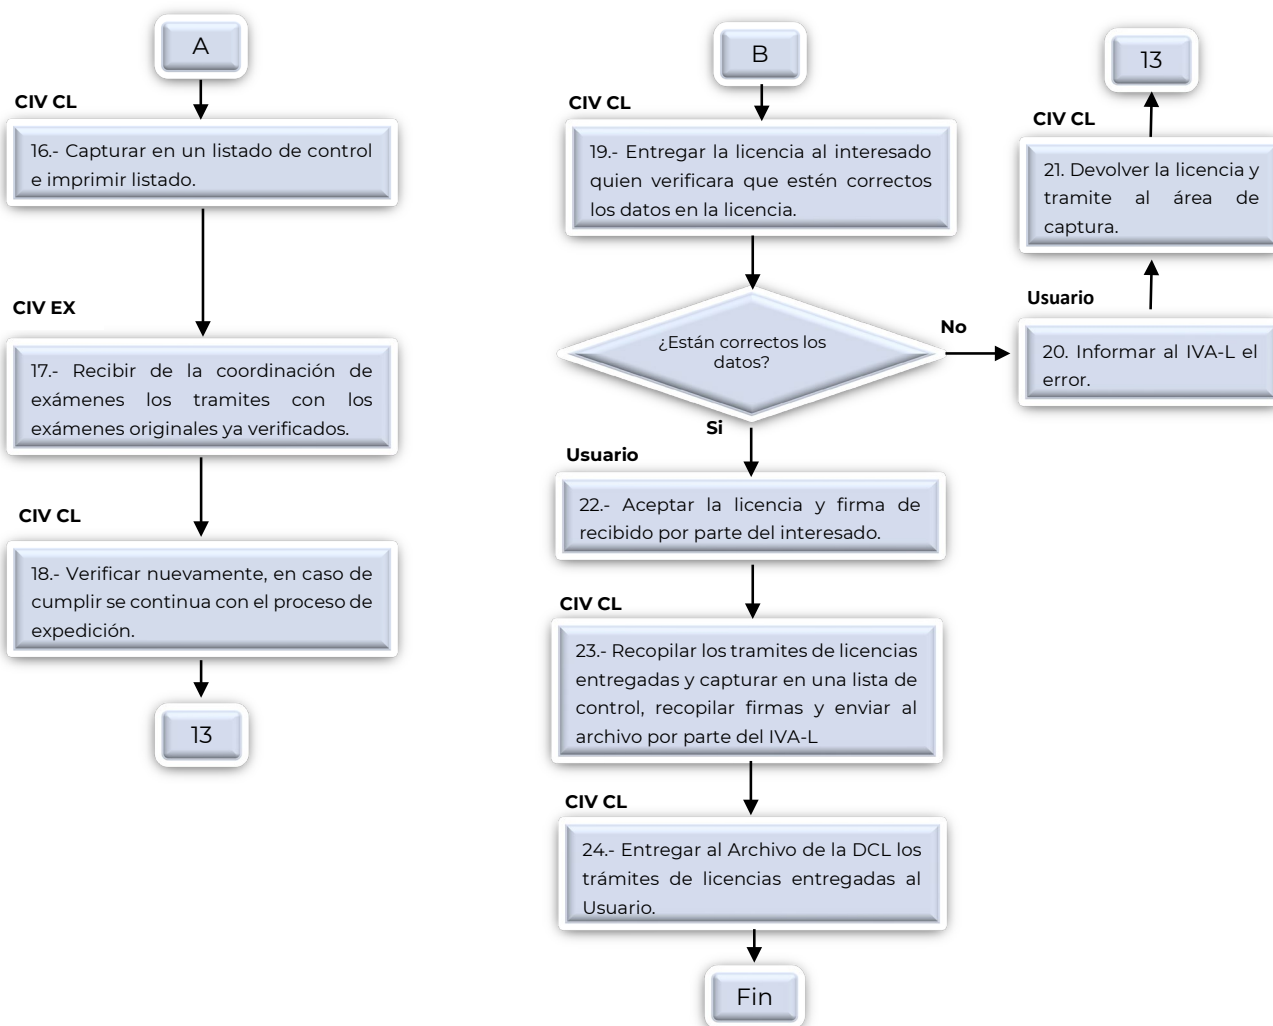 A
CIV CL
16.- Capturar en un listado de control
e imprimir listado.
CIV EX
17.- Recibir de la coordinación de
exámenes los tramites con los
exámenes originales ya verificados.
CIV CL
18.- Verificar nuevamente, en caso de
cumplir se continua con el proceso de
expedición.
13
B
CIV CL
19.- Entregar la licencia al interesado
quien verificara que estén correctos
los datos en la licencia.
¿Están correctos los
datos?
No
Si
Usuario
22.- Aceptar la licencia y firma de
recibido por parte del interesado.
CIV CL
23.- Recopilar los tramites de licencias
entregadas y capturar en una lista de
control, recopilar firmas y enviar al
archivo por parte del IVA-L
CIV CL
24.- Entregar al Archivo de la DCL los
trámites de licencias entregadas al
Usuario.
Fin
13
CIV CL
21. Devolver la licencia y
tramite al área de
captura.
Usuario
20. Informar al IVA-L el
error.